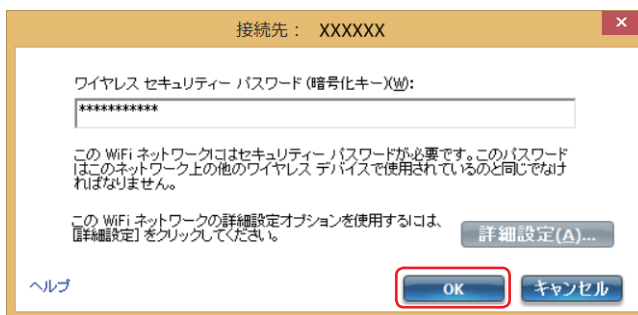 接続先： XXXXXX
×
ワイヤレス セキュリティー パスワード (暗号化キー)(W):
***********
この WiFi ネットワークにはセキュリティー パスワードが必要です。このパスワード
はこのネットワーク上の他のワイヤレス デバイスで使用されているのと同じでなけ
ればなりません。
この WiFi ネットワークの詳細設定オプションを使用するには、
[詳細設定] をクリックしてください。
詳細設定(A)...
ヘルプ
OK
キャンセル